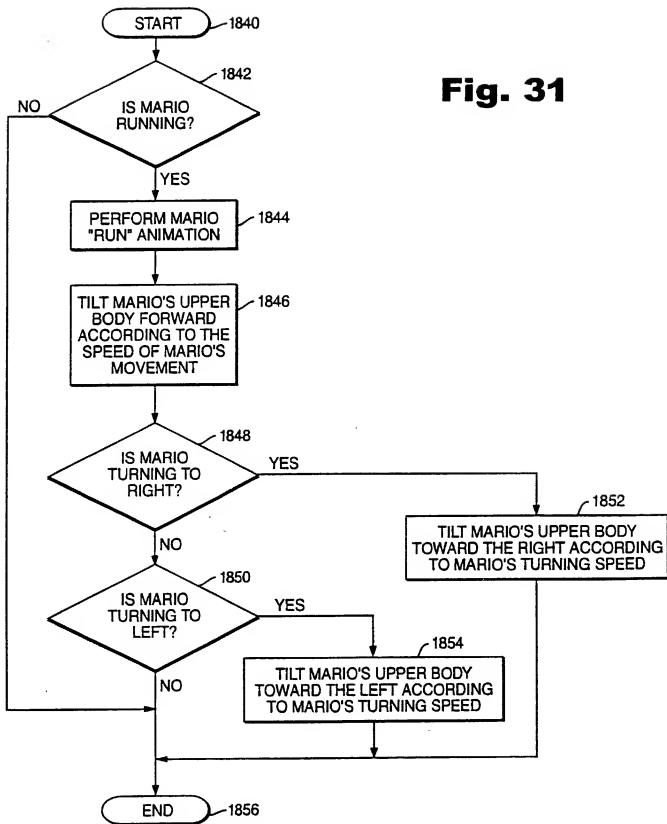 START
1840
Fig. 31
1842
NO
IS MARIO
RUNNING?
YES
PERFORM MARIO
"RUN" ANIMATION
1844
TILT MARIO'S UPPER
BODY FORWARD
ACCORDING TO THE
SPEED OF MARIO'S
MOVEMENT
1846
1848
IS MARIO
TURNING TO
RIGHT?
YES
NO
1852
TILT MARIO'S UPPER BODY
TOWARD THE RIGHT ACCORDING
TO MARIO'S TURNING SPEED
1850
IS MARIO
TURNING TO
LEFT?
YES
NO
1854
TILT MARIO'S UPPER BODY
TOWARD THE LEFT ACCORDING
TO MARIO'S TURNING SPEED
END
1856